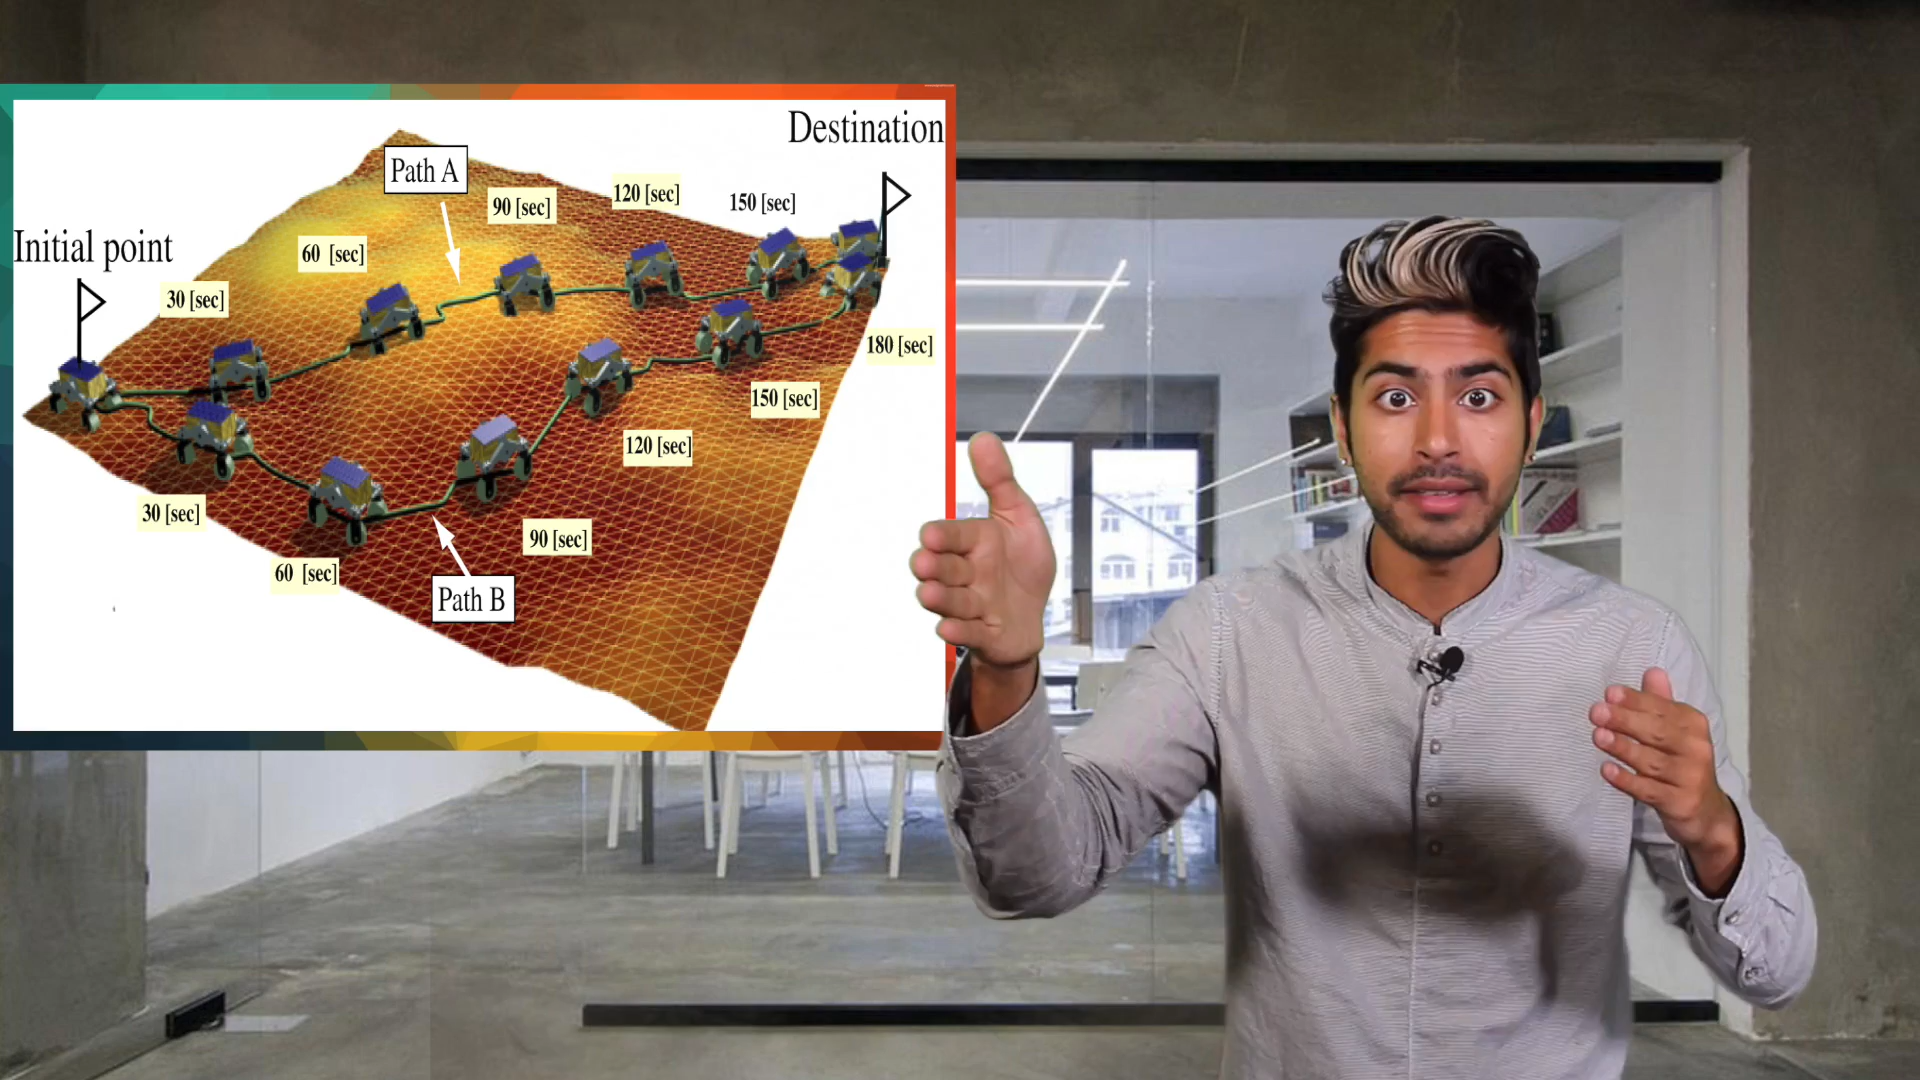 Destination
Path A
120 [sec]
90 [sec]
150 [sec]
Initial point
60 [sec]
30 [sec]
180 [sec]
150 [sec]
120 [sec]
30 [sec]
90 [sec]
60 [sec]
Path B